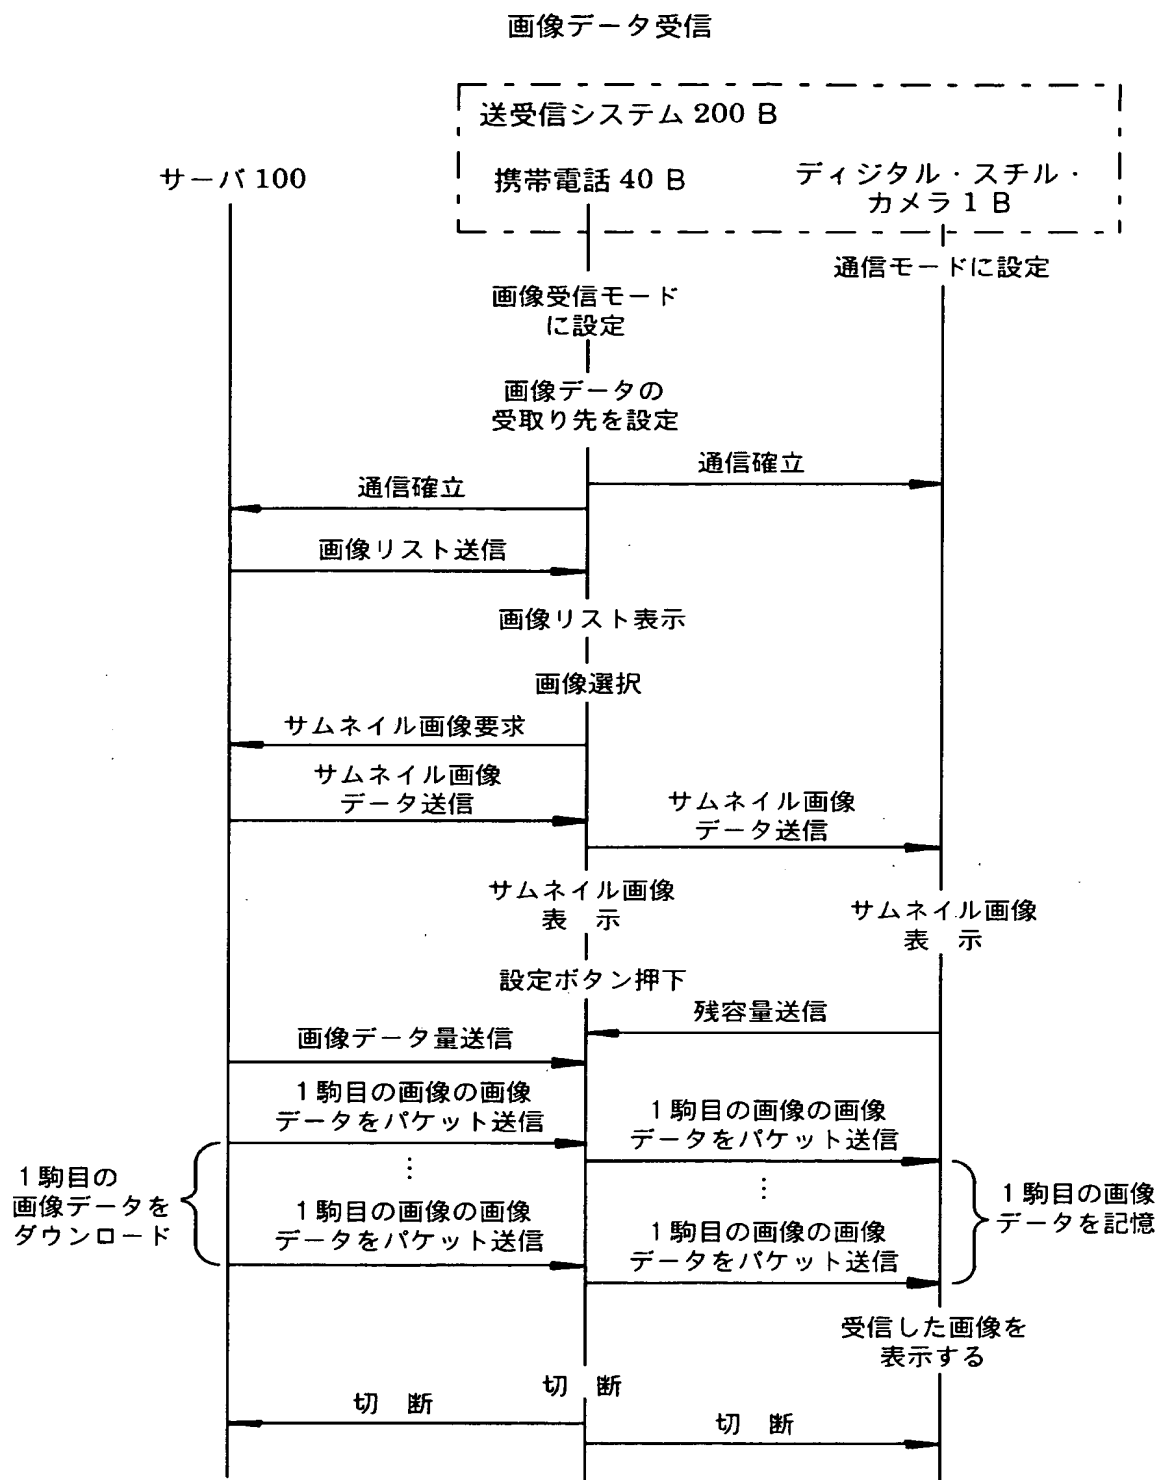 画像データ受信
送受信システム 200 B
サーバ 100
携帯電話 40 B
ディジタル・スチル・
カメラ 1 B
通信モードに設定
画像受信モード
に設定
画像データの
受取り先を設定
通信確立
通信確立
画像リスト送信
画像リスト表示
画像選択
サムネイル画像要求
サムネイル画像
データ送信
サムネイル画像
データ送信
サムネイル画像
表 示
サムネイル画像
表 示
設定ボタン押下
残容量送信
画像データ量送信
1駒目の画像の画像
データをパケット送信
1駒目の画像の画像
データをパケット送信
⋮
⋮
1駒目の
画像データを
ダウンロード
1駒目の画像の画像
データをパケット送信
1駒目の画像の画像
データをパケット送信
1駒目の画像
データを記憶
受信した画像を
表示する
切 断
切 断
切 断